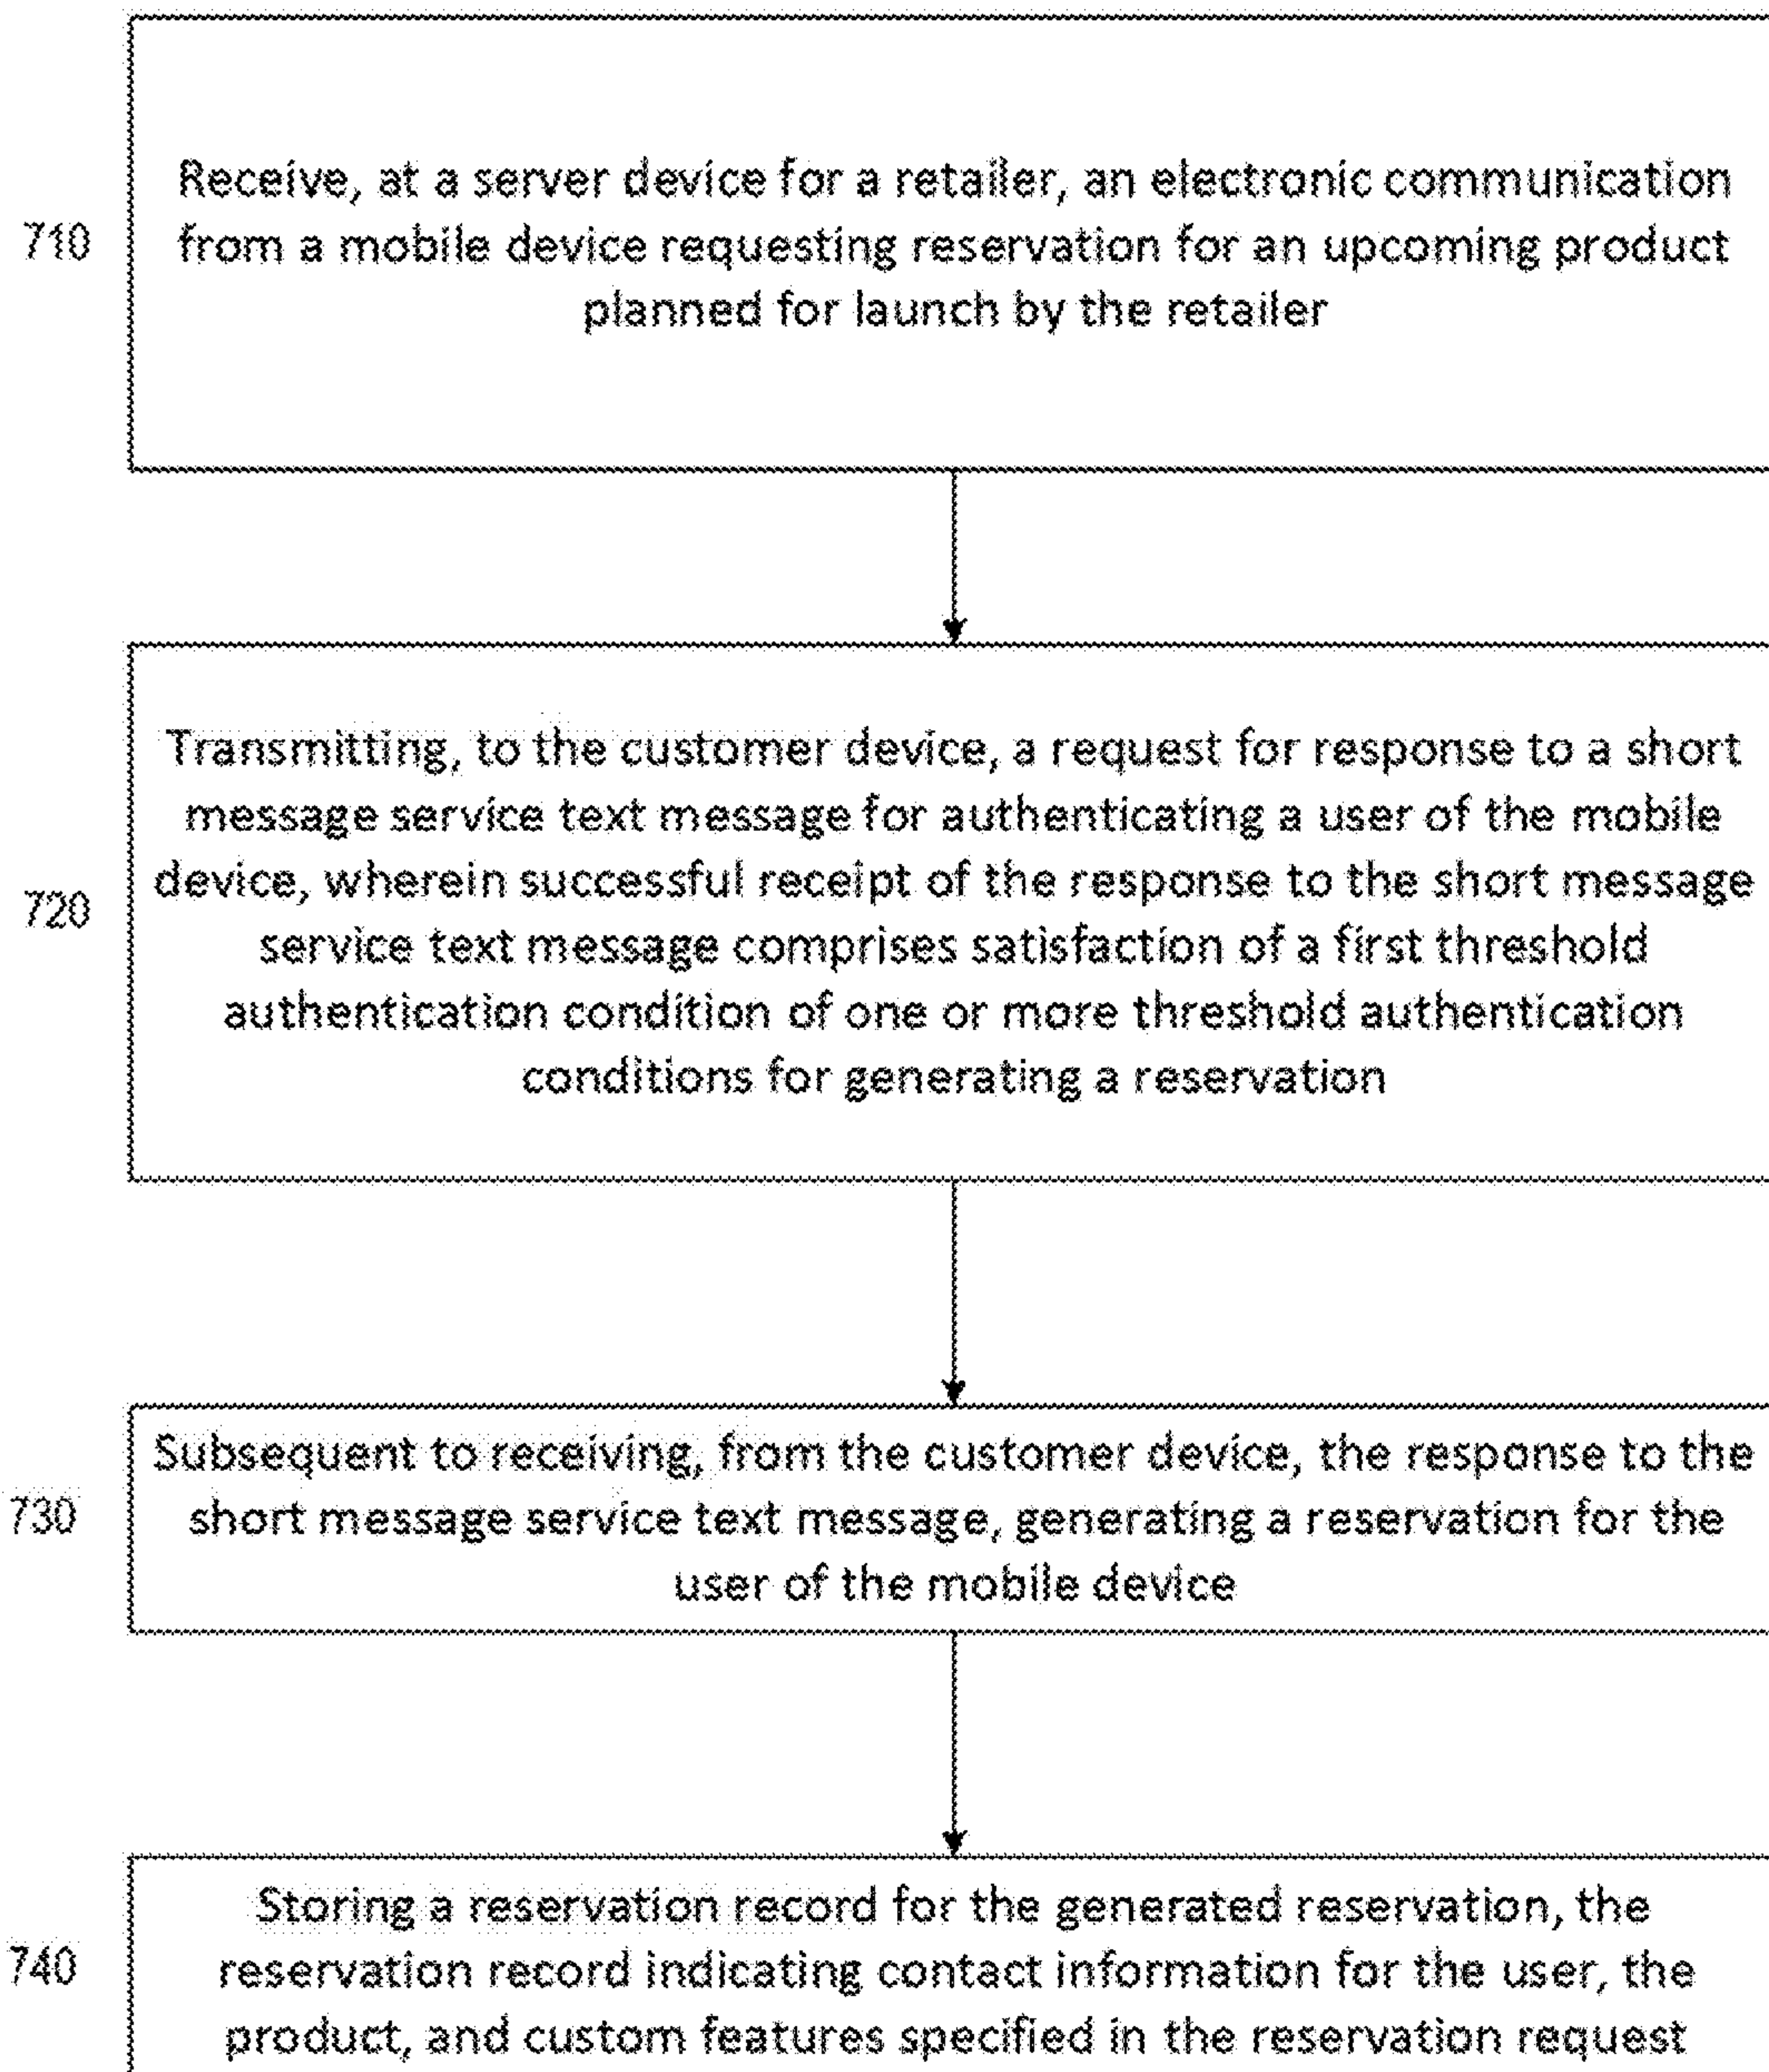 Receive, at a server device for a retailer, an electronic communication
710
from a mobile device requesting reservation for an upcoming product
planned for launch by the retailer
Transmitting, to the customer device, a request for response to a short
message service text message for authenticating a user of the mobile
device, wherein successful receipt of the response to the short message
720
service text message comprises satisfaction of a first threshold
authentication condition of one or more threshold authentication
conditions for generating a reservation
Subsequent to receiving, from the customer device, the response to the
730
short message service text message, generating a reservation for the
user of the mobile device
Storing a reservation record for the generated reservation, the
740
reservation record indicating contact information for the user, the
product, and custom features specified in the reservation request